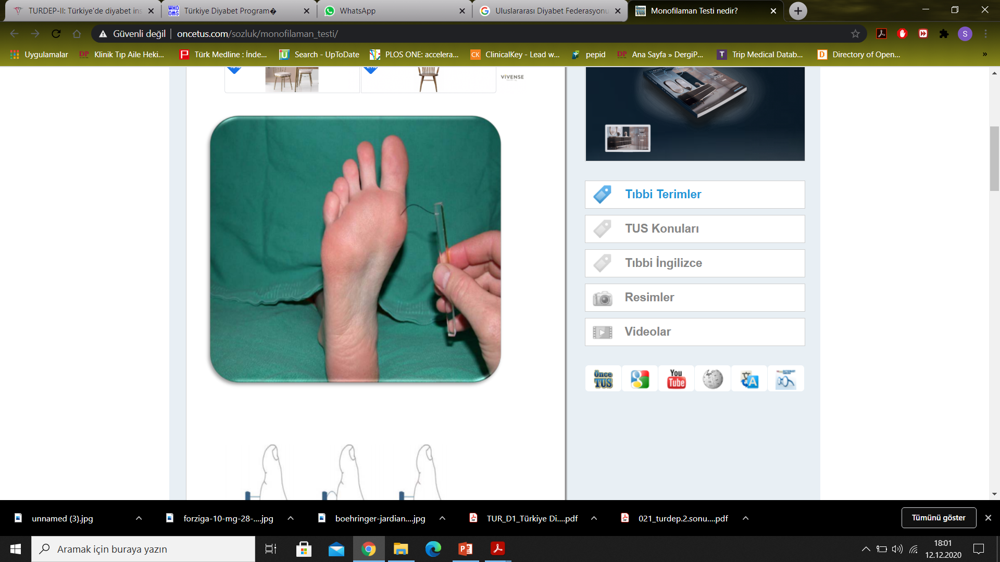 TURDEP-II: Türkiye'de diyabet ins
Türkiye Diyabet Program�
WhatsApp
Uluslararası Diyabet Federasyonu
Monofilaman Testi nedir?
Güvenli değil
oncetus.com/sozluk/monofilaman_testi/
S
Uygulamalar
DP Klinik Tıp Aile Heki...
Türk Medline : İnde...
Search - UpToDate
PLOS ONE: accelera...
CK ClinicalKey - Lead w...
pepid
DP Ana Sayfa » DergiP...
Trip Medical Datab...
Directory of Open...
»
VIVENSE
Tıbbi Terimler
TUS Konuları
Tıbbi İngilizce
Resimler
Videolar
Önce TUS
You Tube
unnamed (3).jpg
forziga-10-mg-28-....jpg
boehringer-jardian....jpg
TUR_D1_Türkiye Di....pdf
021_turdep.2.sonu....pdf
Tümünü göster
Aramak için buraya yazın
18:01
12.12.2020